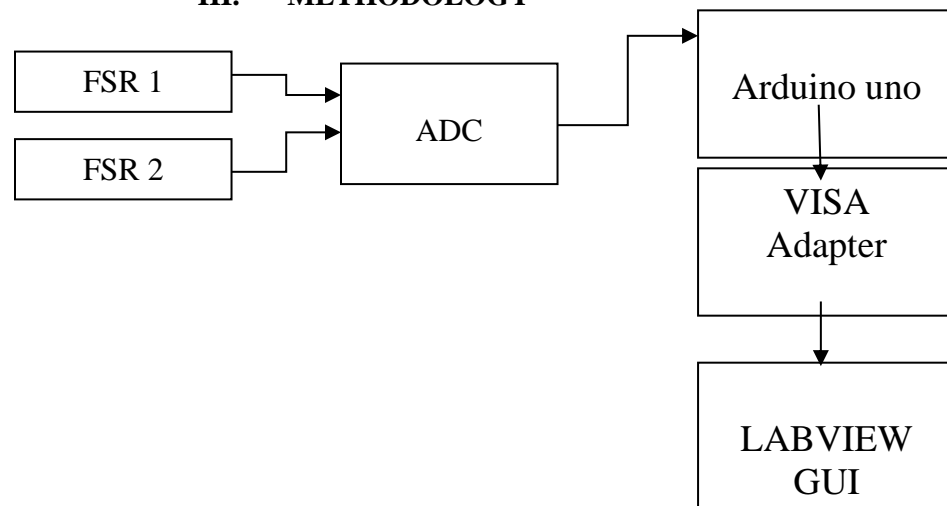 III. METHODOLOGY
FSR 1
FSR 2
ADC
Arduino uno
VISA
Adapter
LABVIEW
GUI